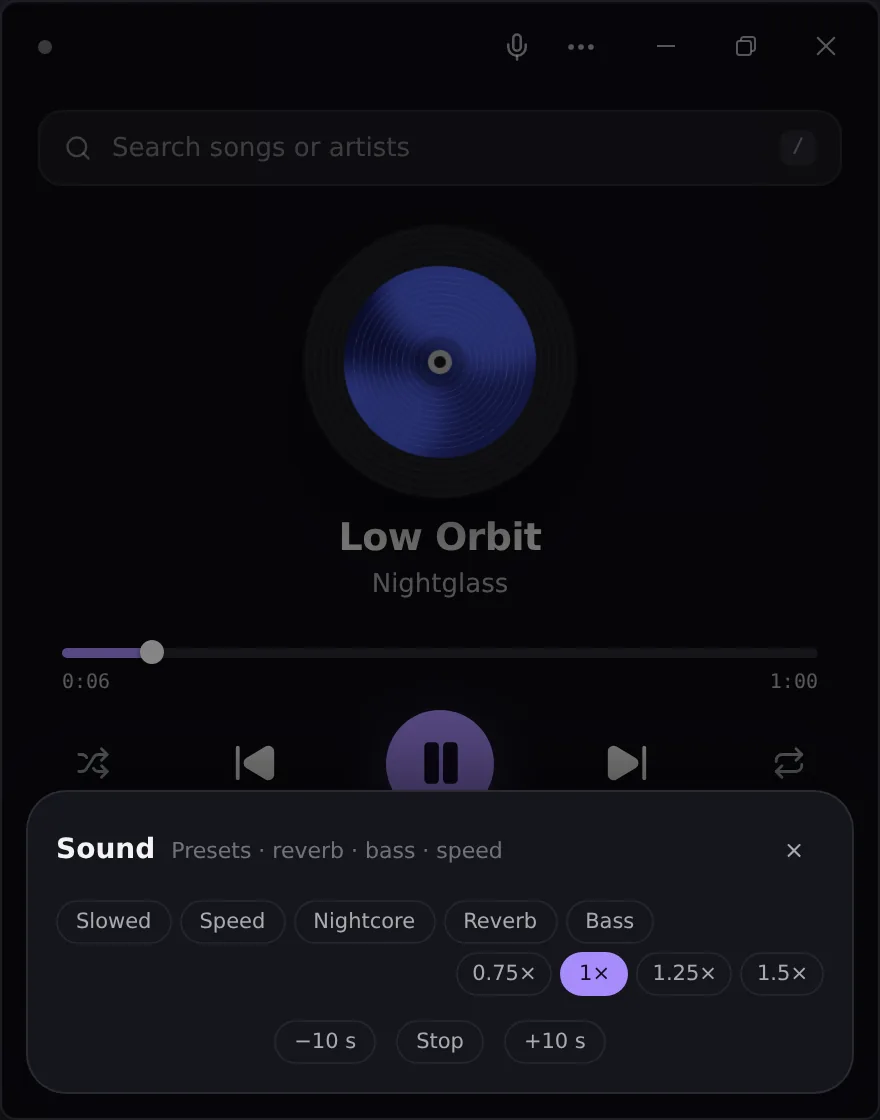 Search songs or artists /
Low Orbit
Nightglass
0:06 1:00
Sound Presets · reverb · bass · speed ×
Slowed Speed Nightcore Reverb Bass
0.75× 1× 1.25× 1.5×
−10 s Stop +10 s